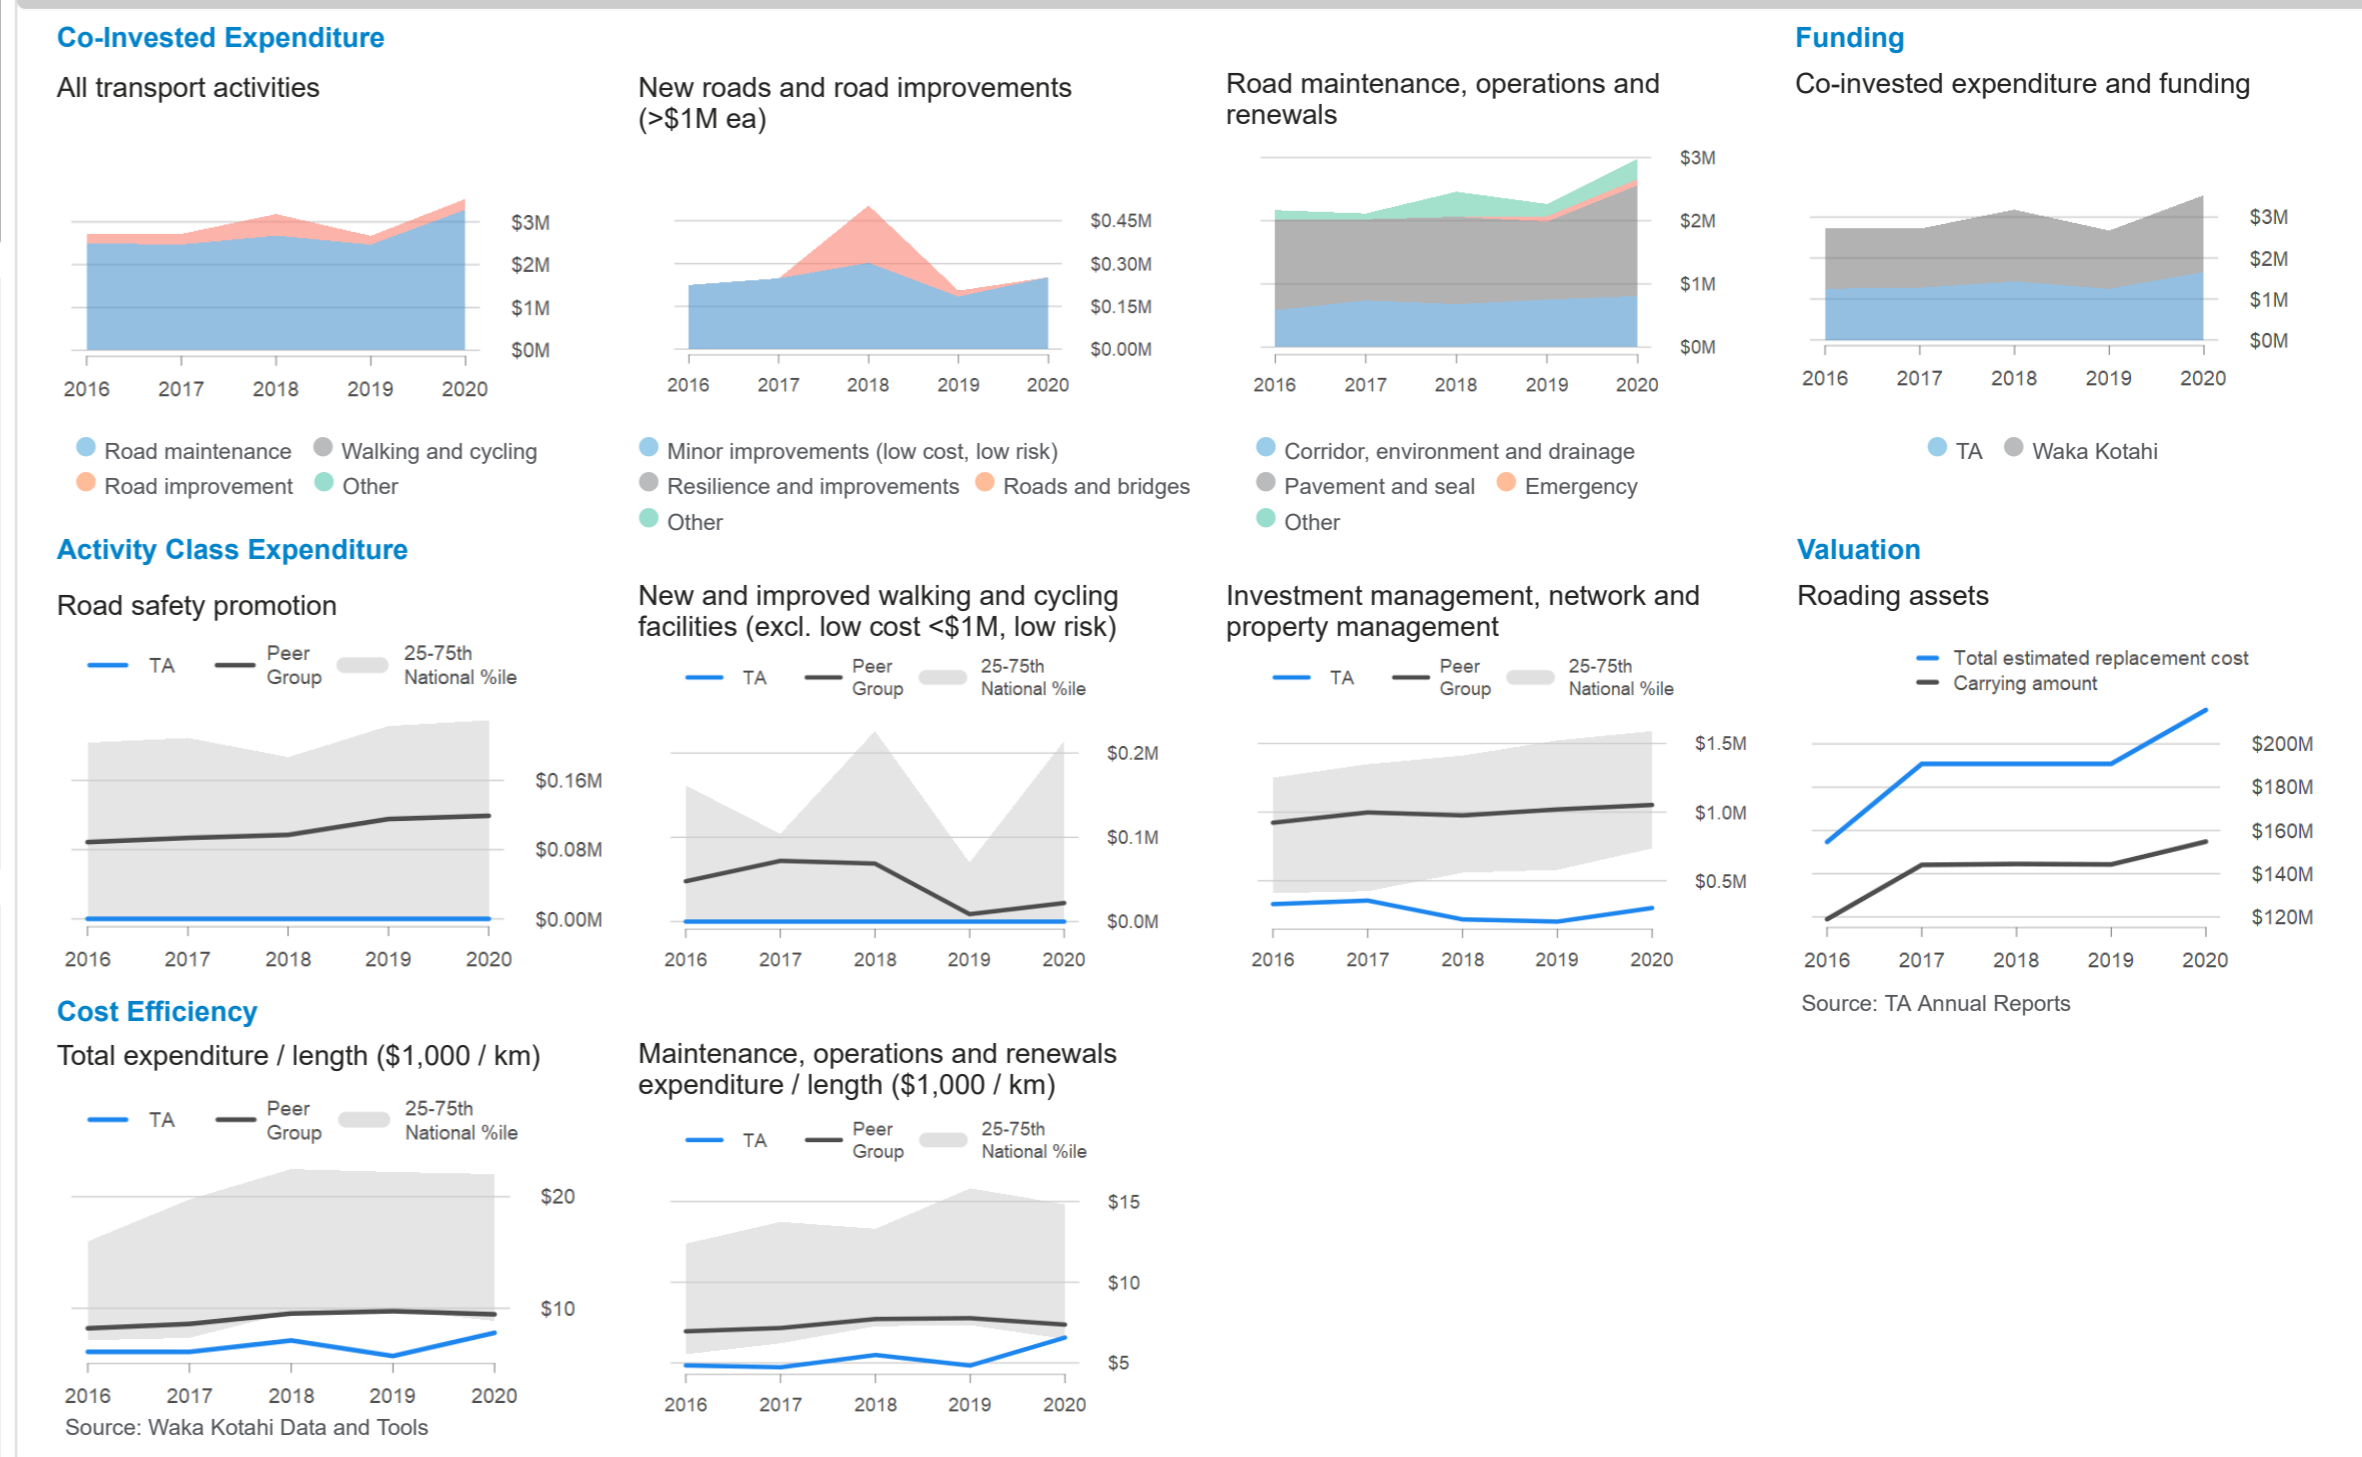 Co-Invested Expenditure
All transport activities
$3M
$2M
$1M
$0M
2016 2017 2018 2019 2020
Road maintenance Walking and cycling
Road improvement Other
New roads and road improvements
(>$1M ea)
$0.45M
$0.30M
$0.15M
$0.00M
2016 2017 2018 2019 2020
Minor improvements (low cost, low risk)
Resilience and improvements Roads and bridges
Other
Road maintenance, operations and
renewals
$3M
$2M
$1M
$0M
2016 2017 2018 2019 2020
Corridor, environment and drainage
Pavement and seal Emergency
Other
Funding
Co-invested expenditure and funding
$3M
$2M
$1M
$0M
2016 2017 2018 2019 2020
TA Waka Kotahi
Activity Class Expenditure
Road safety promotion
TA Peer
Group 25-75th
National %ile
$0.16M
$0.08M
$0.00M
2016 2017 2018 2019 2020
New and improved walking and cycling
facilities (excl. low cost <$1M, low risk)
TA Peer
Group 25-75th
National %ile
$0.2M
$0.1M
$0.0M
2016 2017 2018 2019 2020
Investment management, network and
property management
TA Peer
Group 25-75th
National %ile
$1.5M
$1.0M
$0.5M
2016 2017 2018 2019 2020
Valuation
Roading assets
Total estimated replacement cost
Carrying amount
$200M
$180M
$160M
$140M
$120M
2016 2017 2018 2019 2020
Source: TA Annual Reports
Cost Efficiency
Total expenditure / length ($1,000 / km)
TA Peer
Group 25-75th
National %ile
$20
$10
2016 2017 2018 2019 2020
Source: Waka Kotahi Data and Tools
Maintenance, operations and renewals
expenditure / length ($1,000 / km)
TA Peer
Group 25-75th
National %ile
$15
$10
$5
2016 2017 2018 2019 2020